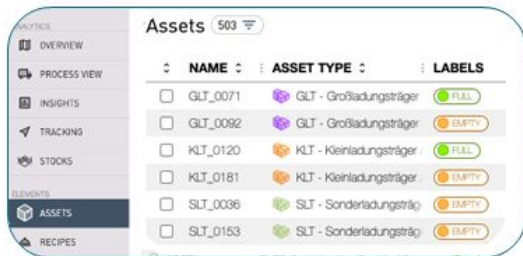 ANALYTICS
OVERVIEW
PROCESS VIEW
INSIGHTS
TRACKING
STOCKS
ELEMENTS
ASSETS
RECIPES
Assets 503
NAME ASSET TYPE LABELS
GLT_0071 GLT - Großladungsträger FULL
GLT_0092 GLT - Großladungsträger EMPTY
KLT_0120 KLT - Kleinladungsträger FULL
KLT_0181 KLT - Kleinladungsträger EMPTY
SLT_0036 SLT - Sonderladungsträg EMPTY
SLT_0153 SLT - Sonderladungsträg EMPTY